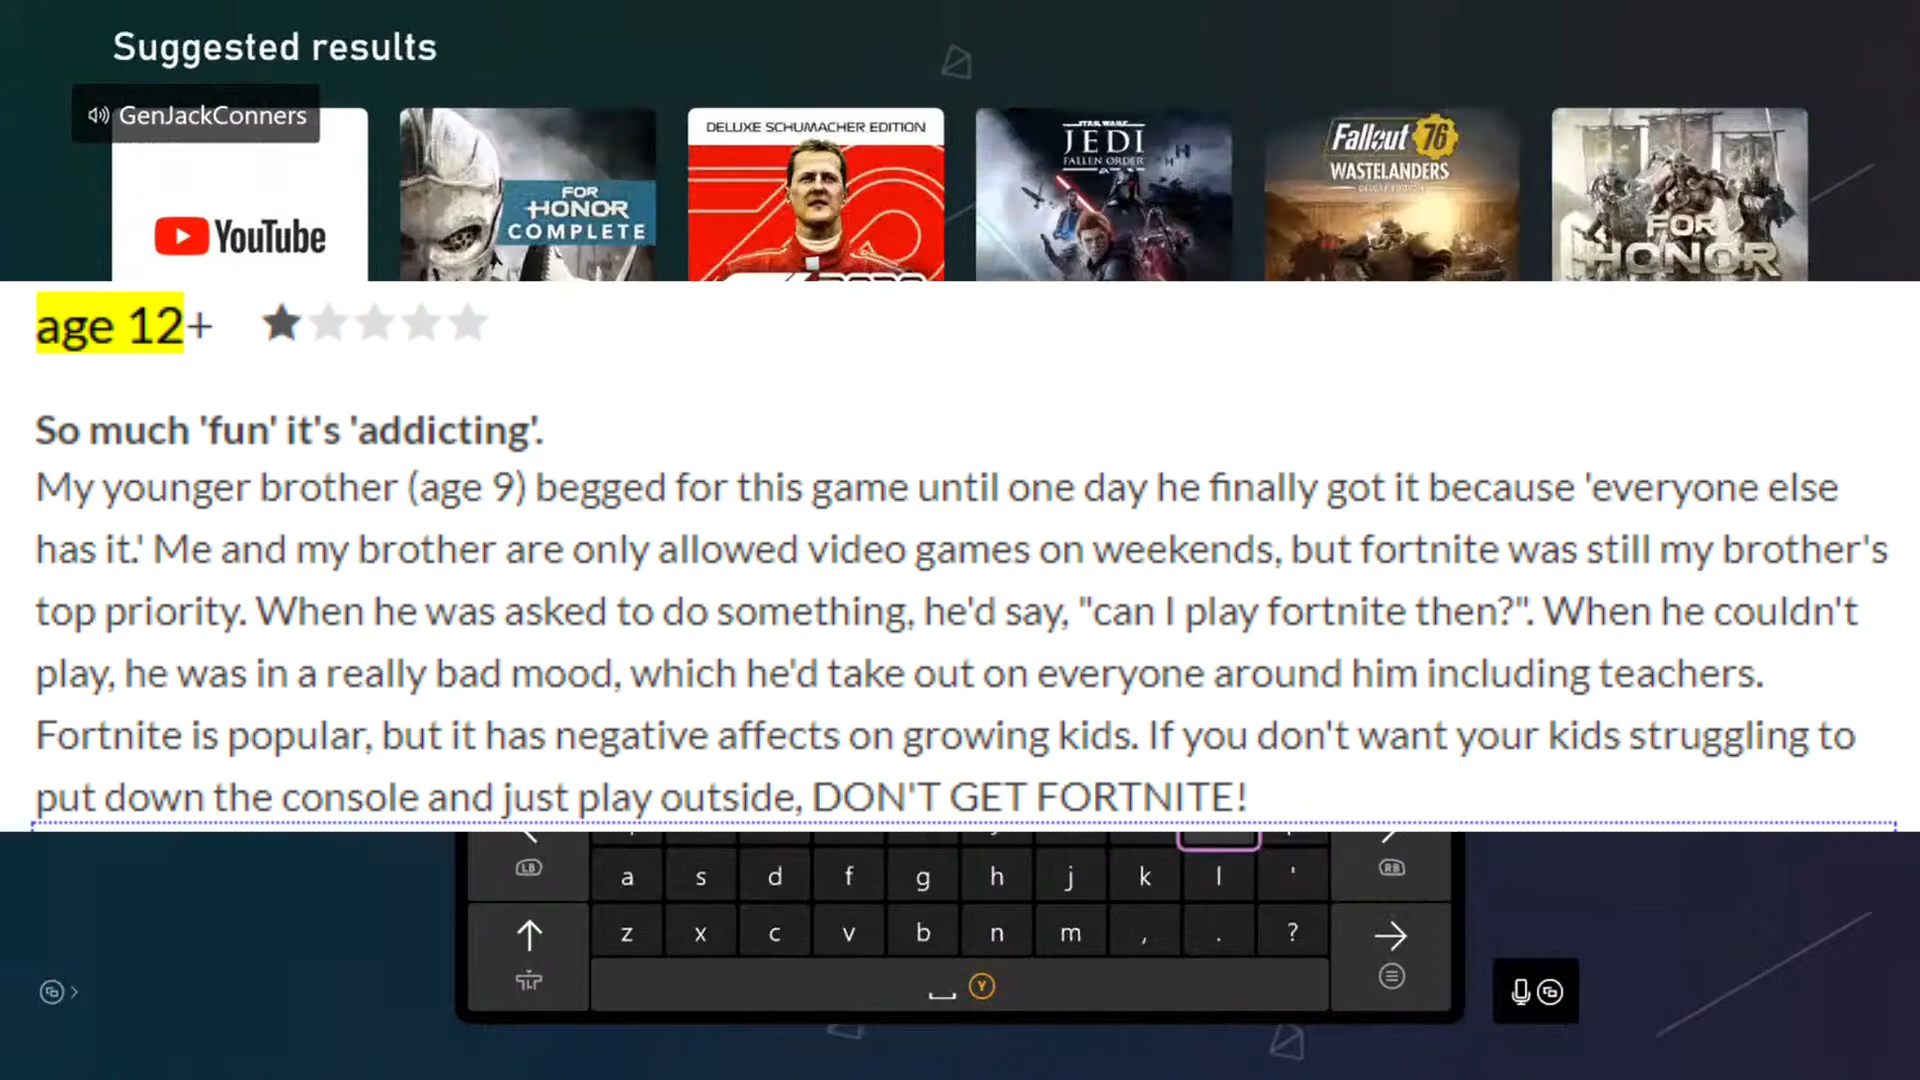 Suggested results
GenJackConners
YouTube
FOR HONOR COMPLETE
DELUXE SCHUMACHER EDITION
STAR WARS JEDI FALLEN ORDER
Fallout 76 WASTELANDERS DELUXE EDITION
FOR HONOR
age 12+
So much 'fun' it's 'addicting'.
My younger brother (age 9) begged for this game until one day he finally got it because 'everyone else
has it.' Me and my brother are only allowed video games on weekends, but fortnite was still my brother's
top priority. When he was asked to do something, he'd say, "can I play fortnite then?". When he couldn't
play, he was in a really bad mood, which he'd take out on everyone around him including teachers.
Fortnite is popular, but it has negative affects on growing kids. If you don't want your kids struggling to
put down the console and just play outside, DON'T GET FORTNITE!
LB a s d f g h j k l ' RB
z x c v b n m , . ?
Y